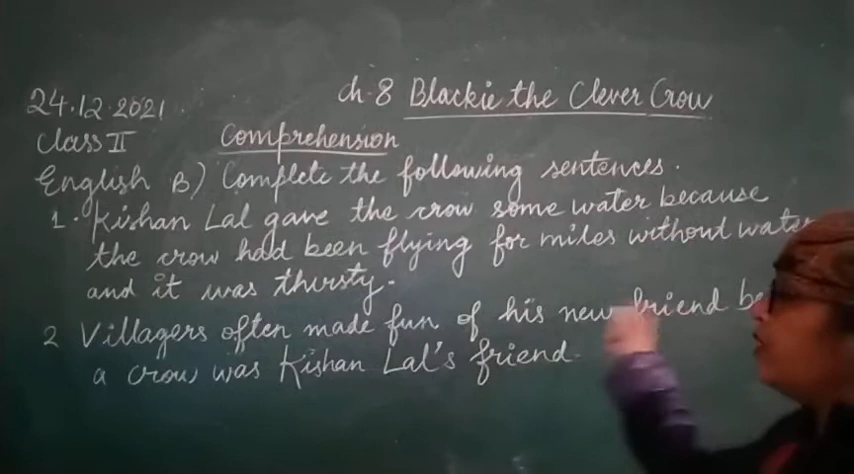 24.12.2021 ch-8 Blackie the Clever Crow
Class II Comprehension
English B) Complete the following sentences.
1. Kishan Lal gave the crow some water because
the crow had been flying for miles without water
and it was thirsty.
2 Villagers often made fun of his new friend
a crow was Kishan Lal's friend.